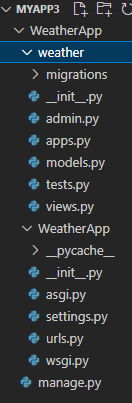 MYAPP3
WeatherApp
weather
migrations
__init__.py
admin.py
apps.py
models.py
tests.py
views.py
WeatherApp
__pycache__
__init__.py
asgi.py
settings.py
urls.py
wsgi.py
manage.py